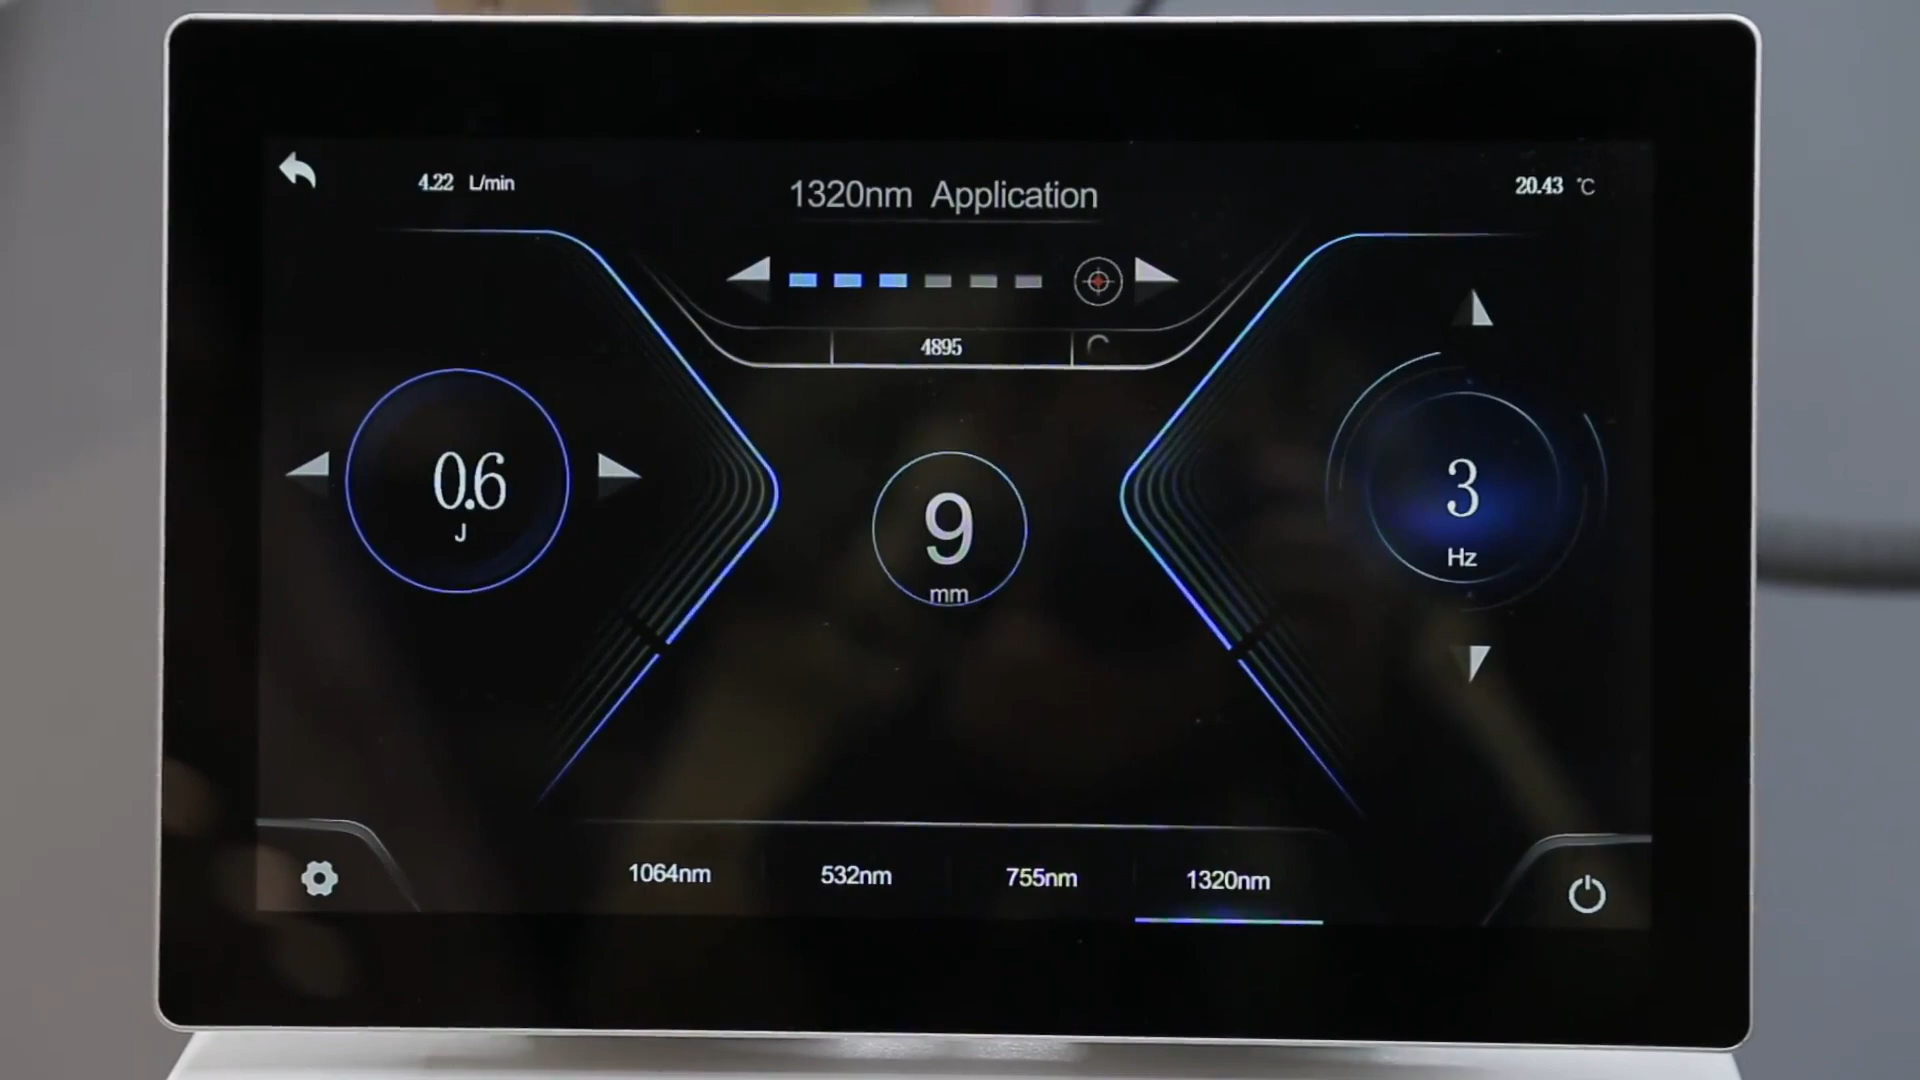 4.22 L/min
1320nm Application
20.43 °C
4895
0.6
J
9
mm
3
Hz
1064nm
532nm
755nm
1320nm